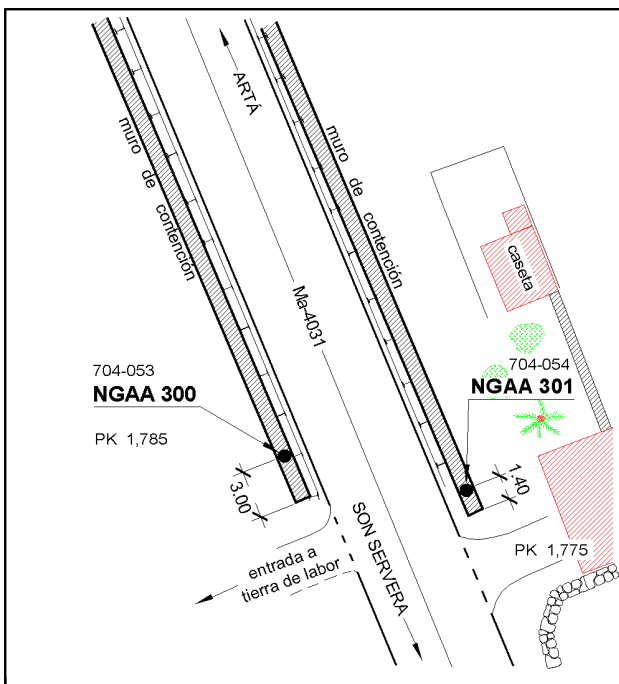 ARTÁ
muro de contención
muro de contención
caseta
Ma-4031
704-053
NGAA 300
PK 1,785
704-054
NGAA 301
3.00
1.40
SON SERVERA
PK 1,775
entrada a
tierra de labor